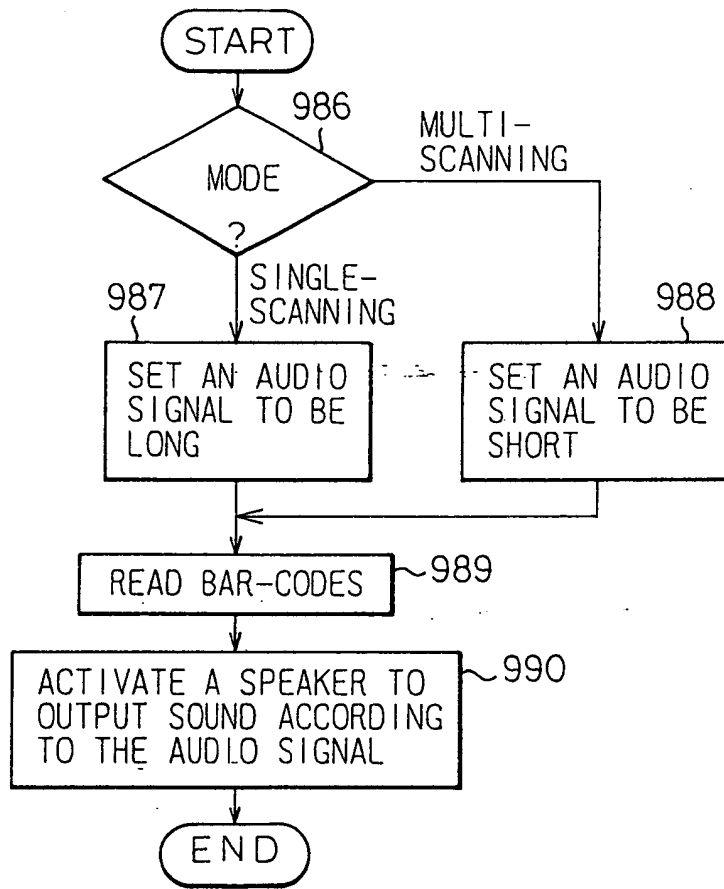 START
986
MULTI-
SCANNING
MODE
?
SINGLE-
SCANNING
987
988
SET AN AUDIO
SIGNAL TO BE
LONG
SET AN AUDIO
SIGNAL TO BE
SHORT
READ BAR-CODES
989
ACTIVATE A SPEAKER TO
OUTPUT SOUND ACCORDING
TO THE AUDIO SIGNAL
990
END